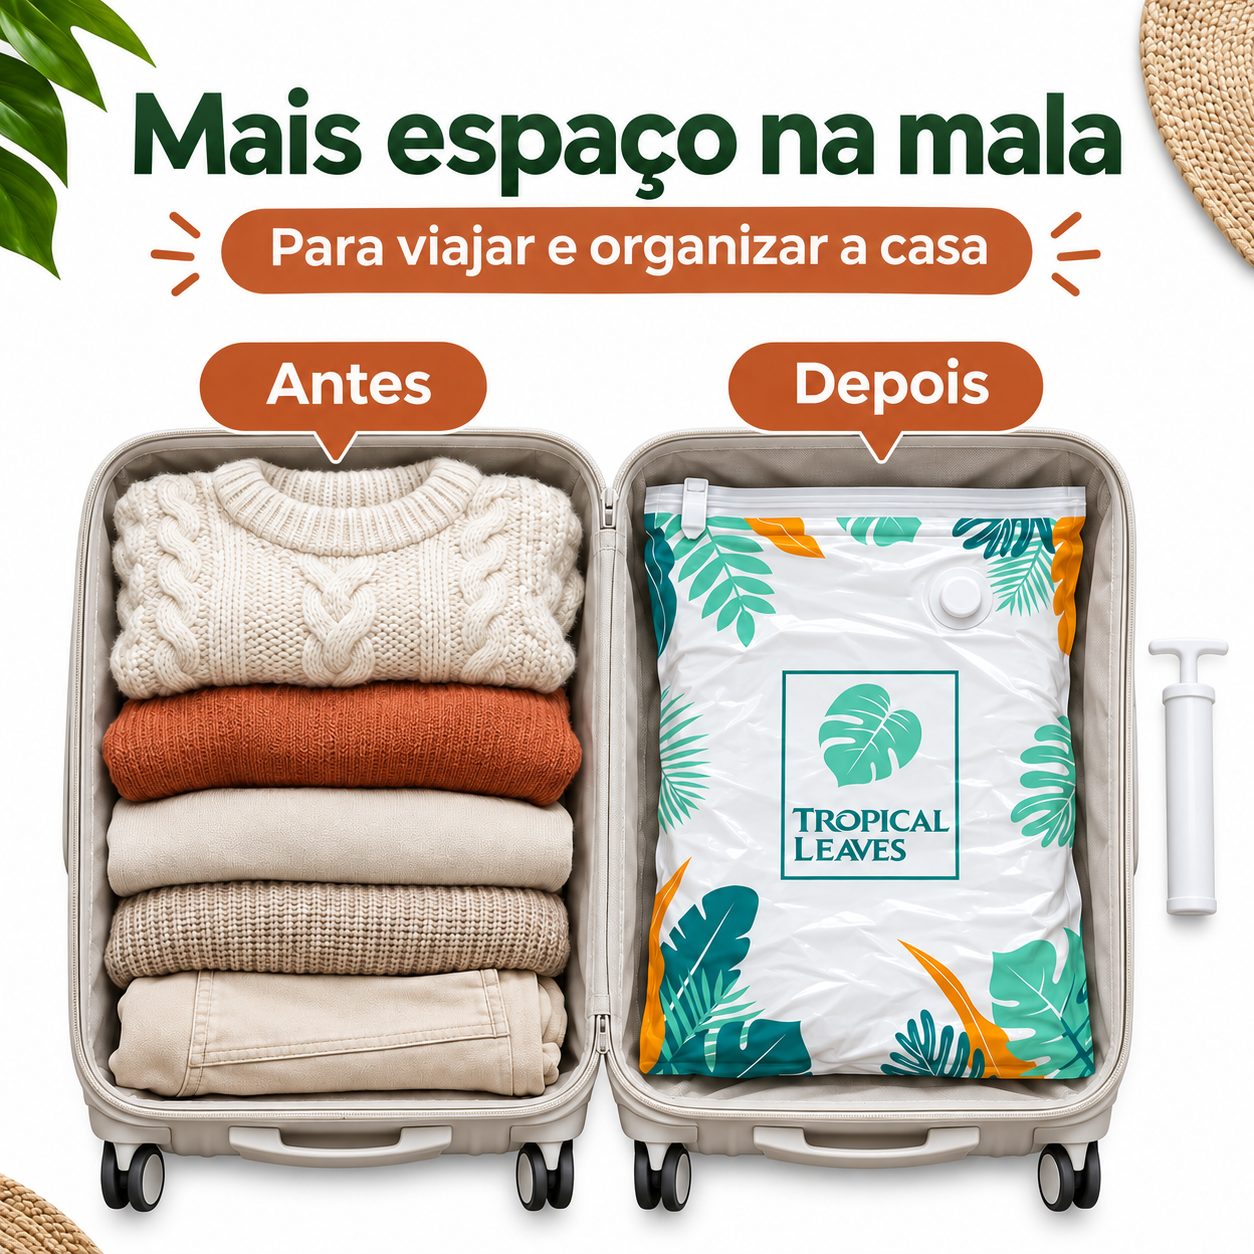 Mais espaço na mala
Para viajar e organizar a casa
Antes
Depois
TROPICAL
LEAVES